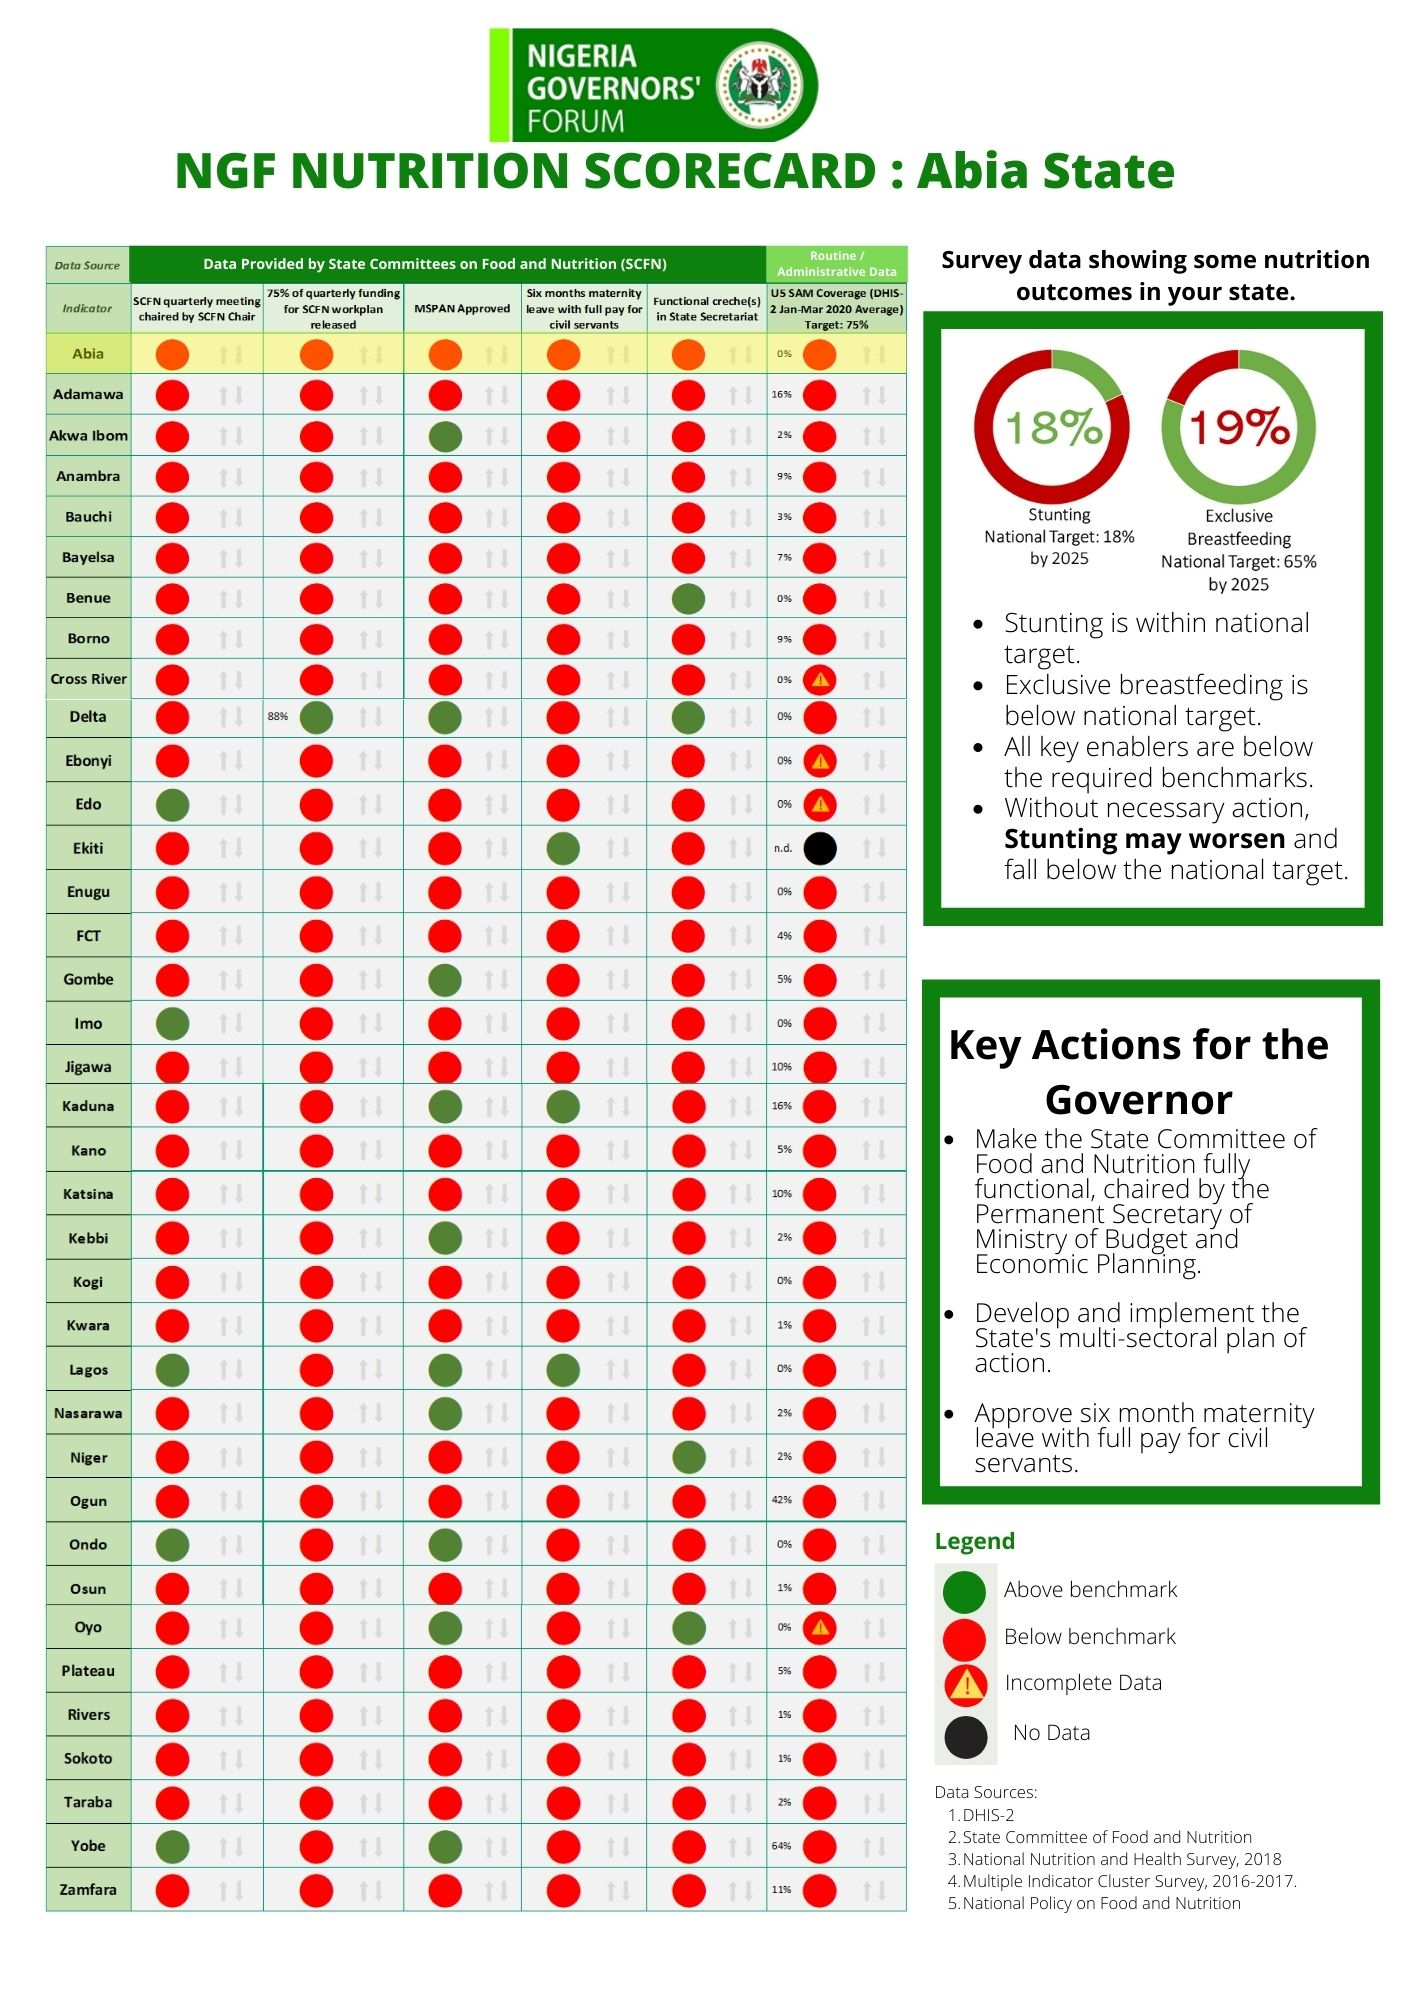 NIGERIA
GOVERNORS'
FORUM
NGF NUTRITION SCORECARD : Abia State
Data Source
Data Provided by State Committees on Food and Nutrition (SCFN)
Routine /
Administrative Data
Indicator
SCFN quarterly meeting
chaired by SCFN Chair
75% of quarterly funding
for SCFN workplan
released
MSPAN Approved
Six months maternity
leave with full pay for
civil servants
Functional creche(s)
in State Secretariat
U5 SAM Coverage (DHIS-
2 Jan-Mar 2020 Average)
Target: 75%
Abia 0%
Adamawa 16%
Akwa Ibom 2%
Anambra 9%
Bauchi 3%
Bayelsa 7%
Benue 0%
Borno 9%
Cross River 0%
Delta 88% 0%
Ebonyi 0%
Edo 0%
Ekiti n.d.
Enugu 0%
FCT 4%
Gombe 5%
Imo 0%
Jigawa 10%
Kaduna 16%
Kano 5%
Katsina 10%
Kebbi 2%
Kogi 0%
Kwara 1%
Lagos 0%
Nasarawa 2%
Niger 2%
Ogun 42%
Ondo 0%
Osun 1%
Oyo 0%
Plateau 5%
Rivers 1%
Sokoto 1%
Taraba 2%
Yobe 64%
Zamfara 11%
Survey data showing some nutrition
outcomes in your state.
18%
Stunting
National Target: 18%
by 2025
19%
Exclusive
Breastfeeding
National Target: 65%
by 2025
• Stunting is within national
target.
• Exclusive breastfeeding is
below national target.
• All key enablers are below
the required benchmarks.
• Without necessary action,
Stunting may worsen and
fall below the national target.
Key Actions for the
Governor
• Make the State Committee of
Food and Nutrition fully
functional, chaired by the
Permanent Secretary of
Ministry of Budget and
Economic Planning.
• Develop and implement the
State's multi-sectoral plan of
action.
• Approve six month maternity
leave with full pay for civil
servants.
Legend
Above benchmark
Below benchmark
Incomplete Data
No Data
Data Sources:
1. DHIS-2
2. State Committee of Food and Nutrition
3. National Nutrition and Health Survey, 2018
4. Multiple Indicator Cluster Survey, 2016-2017.
5. National Policy on Food and Nutrition